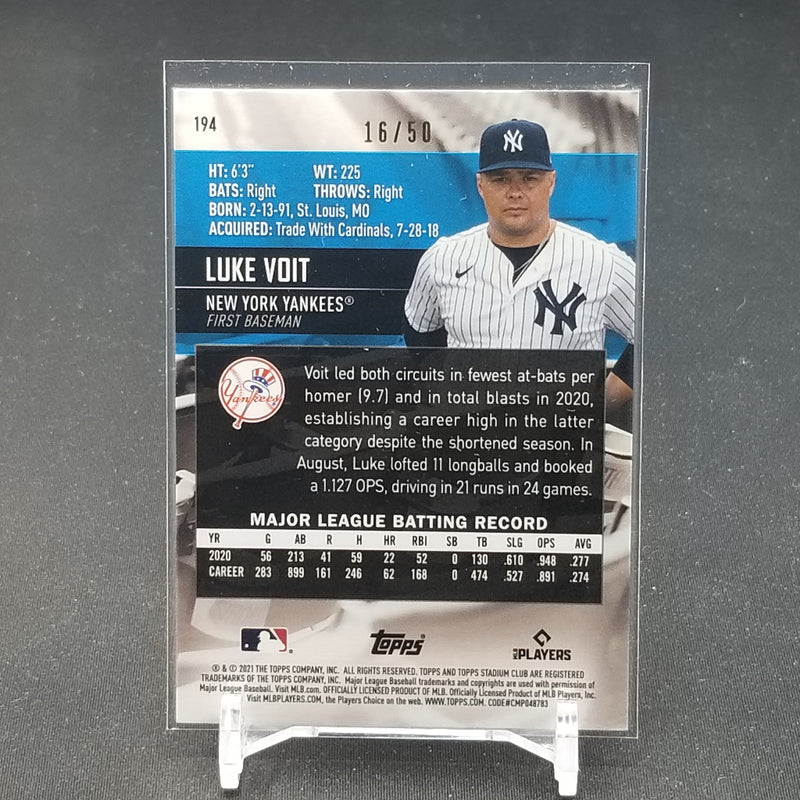 194
16/50
HT: 6'3" WT: 225
BATS: Right THROWS: Right
BORN: 2-13-91, St. Louis, MO
ACQUIRED: Trade With Cardinals, 7-28-18
LUKE VOIT
NEW YORK YANKEES®
FIRST BASEMAN
NY
NY
Yankees
Voit led both circuits in fewest at-bats per
homer (9.7) and in total blasts in 2020,
establishing a career high in the latter
category despite the shortened season. In
August, Luke lofted 11 longballs and booked
a 1.127 OPS, driving in 21 runs in 24 games.
MAJOR LEAGUE BATTING RECORD
YR G AB R H HR RBI SB TB SLG OPS AVG
2020 56 213 41 59 22 52 0 130 .610 .948 .277
CAREER 283 899 161 246 62 168 0 474 .527 .891 .274
topps® MLB PLAYERS
® & © 2021 THE TOPPS COMPANY, INC. ALL RIGHTS RESERVED. TOPPS AND TOPPS STADIUM CLUB ARE REGISTERED
TRADEMARKS OF THE TOPPS COMPANY, INC. Major League Baseball trademarks and copyrights are used with permission of
Major League Baseball. Visit MLB.com. OFFICIALLY LICENSED PRODUCT OF MLB. Officially Licensed Product of MLB Players, Inc.
Visit MLBPLAYERS.com, the Players Choice on the web. WWW.TOPPS.COM. CODE#CMP048783